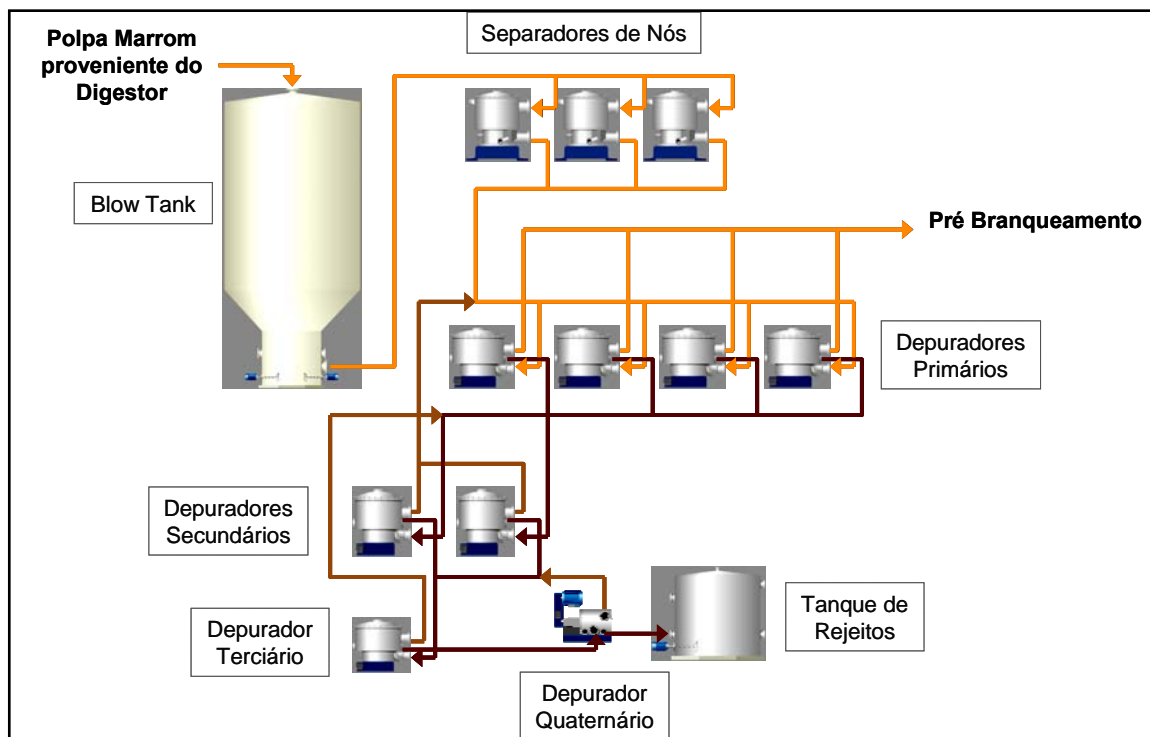 Polpa Marrom
proveniente do
Digestor
Separadores de Nós
Blow Tank
Pré Branqueamento
Depuradores
Primários
Depuradores
Secundários
Depurador
Terciário
Tanque de
Rejeitos
Depurador
Quaternário